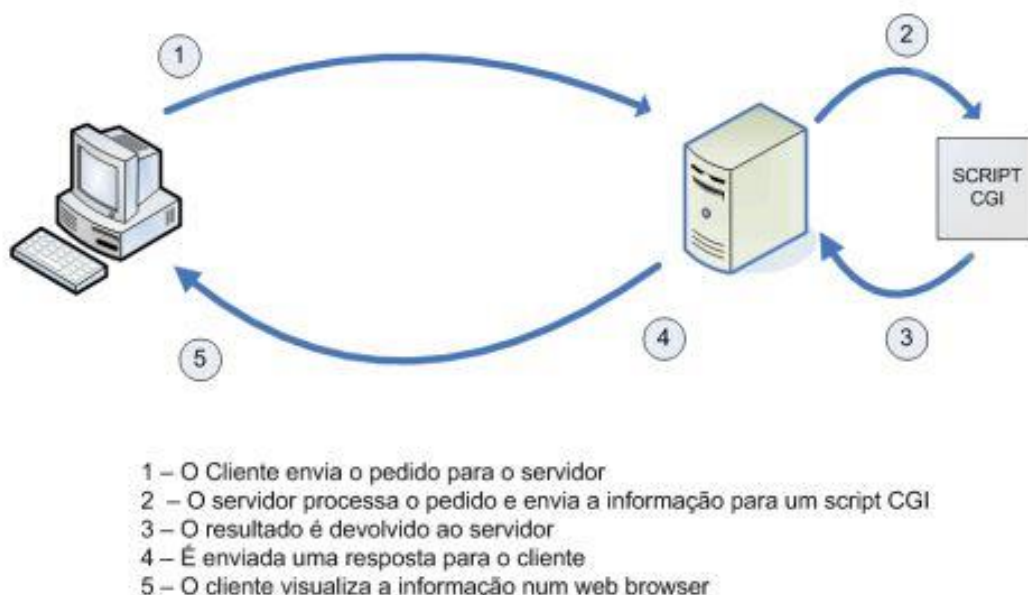 1
2
SCRIPT
CGI
3
4
5
1 – O Cliente envia o pedido para o servidor
2 – O servidor processa o pedido e envia a informação para um script CGI
3 – O resultado é devolvido ao servidor
4 – É enviada uma resposta para o cliente
5 – O cliente visualiza a informação num web browser